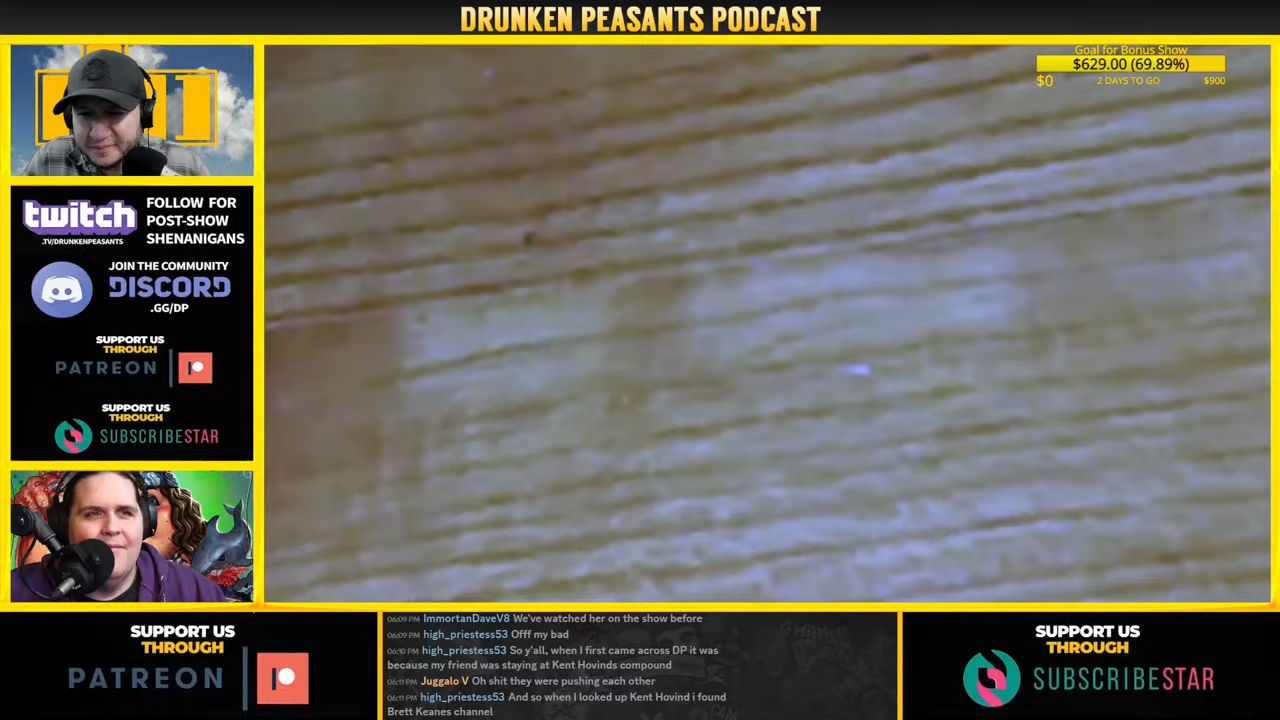 DRUNKEN PEASANTS PODCAST
Goal for Bonus Show
$629.00 (69.89%)
$0
2 DAYS TO GO
$900
twitch
.TV/DRUNKENPEASANTS
FOLLOW FOR
POST-SHOW
SHENANIGANS
JOIN THE COMMUNITY
DISCORD
.GG/DP
SUPPORT US
THROUGH
PATREON
SUPPORT US
THROUGH
SUBSCRIBESTAR
SUPPORT US
THROUGH
PATREON
06:09 PM ImmortanDaveV8 We've watched her on the show before
06:09 PM high_priestess53 Offf my bad
06:10 PM high_priestess53 So y'all, when I first came across DP it was
because my friend was staying at Kent Hovinds compound
06:11 PM Juggalo V Oh shit they were pushing each other
06:11 PM high_priestess53 And so when I looked up Kent Hovind i found
Brett Keanes channel
SUPPORT US
THROUGH
SUBSCRIBESTAR